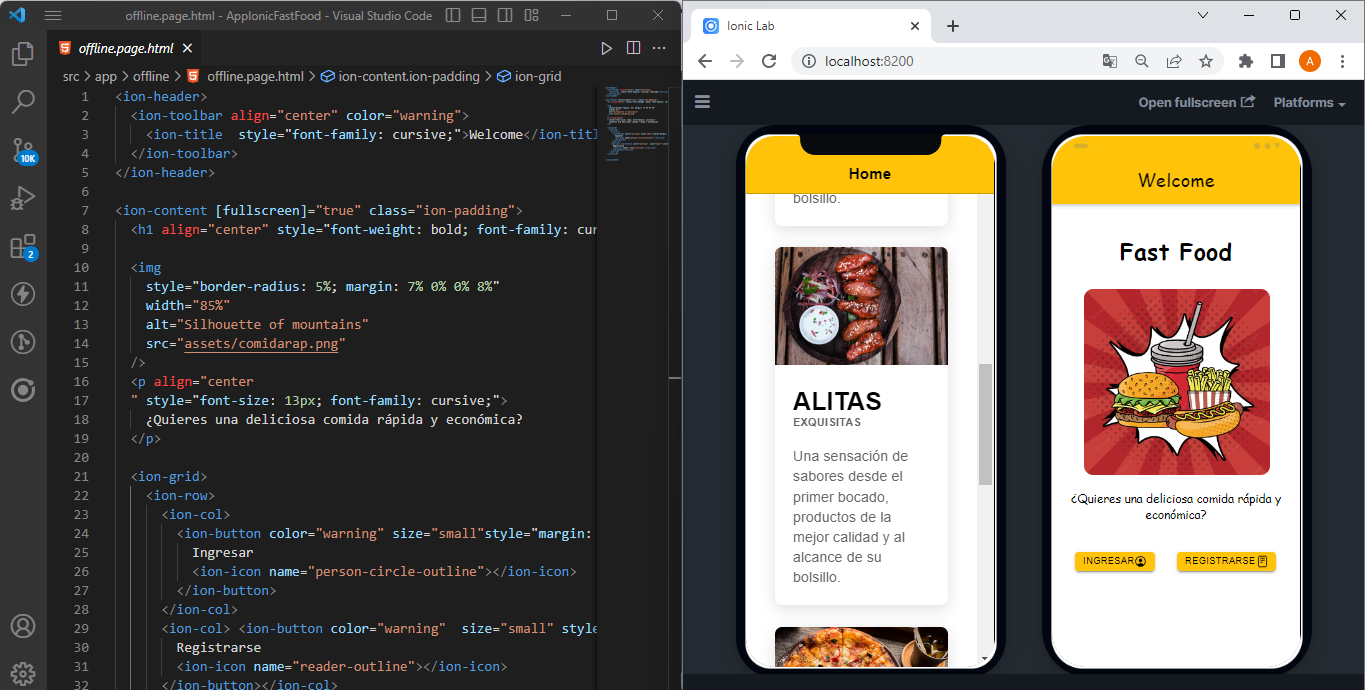 offline.page.html - AppIonicFastFood - Visual Studio Code
offline.page.html
src > app > offline > offline.page.html > ion-content.ion-padding > ion-grid
10K
2
1 <ion-header>
2 <ion-toolbar align="center" color="warning">
3 <ion-title  style="font-family: cursive;">Welcome</ion-titl
4 </ion-toolbar>
5 </ion-header>
6
7 <ion-content [fullscreen]="true" class="ion-padding">
8 <h1 align="center" style="font-weight: bold; font-family: cur
9
10 <img
11 style="border-radius: 5%; margin: 7% 0% 0% 8%"
12 width="85%"
13 alt="Silhouette of mountains"
14 src="assets/comidarap.png"
15 />
16 <p align="center
17 " style="font-size: 13px; font-family: cursive;">
18 ¿Quieres una deliciosa comida rápida y económica?
19 </p>
20
21 <ion-grid>
22 <ion-row>
23 <ion-col>
24 <ion-button color="warning" size="small"style="margin:
25 Ingresar
26 <ion-icon name="person-circle-outline"></ion-icon>
27 </ion-button>
28 </ion-col>
29 <ion-col> <ion-button color="warning"  size="small" style
30 Registrarse
31 <ion-icon name="reader-outline"></ion-icon>
32 </ion-button></ion-col>
Ionic Lab
localhost:8200
A
Open fullscreen
Platforms
Home
bolsillo.
ALITAS
EXQUISITAS
Una sensación de
sabores desde el
primer bocado,
productos de la
mejor calidad y al
alcance de su
bolsillo.
Welcome
Fast Food
¿Quieres una deliciosa comida rápida y
económica?
INGRESAR
REGISTRARSE